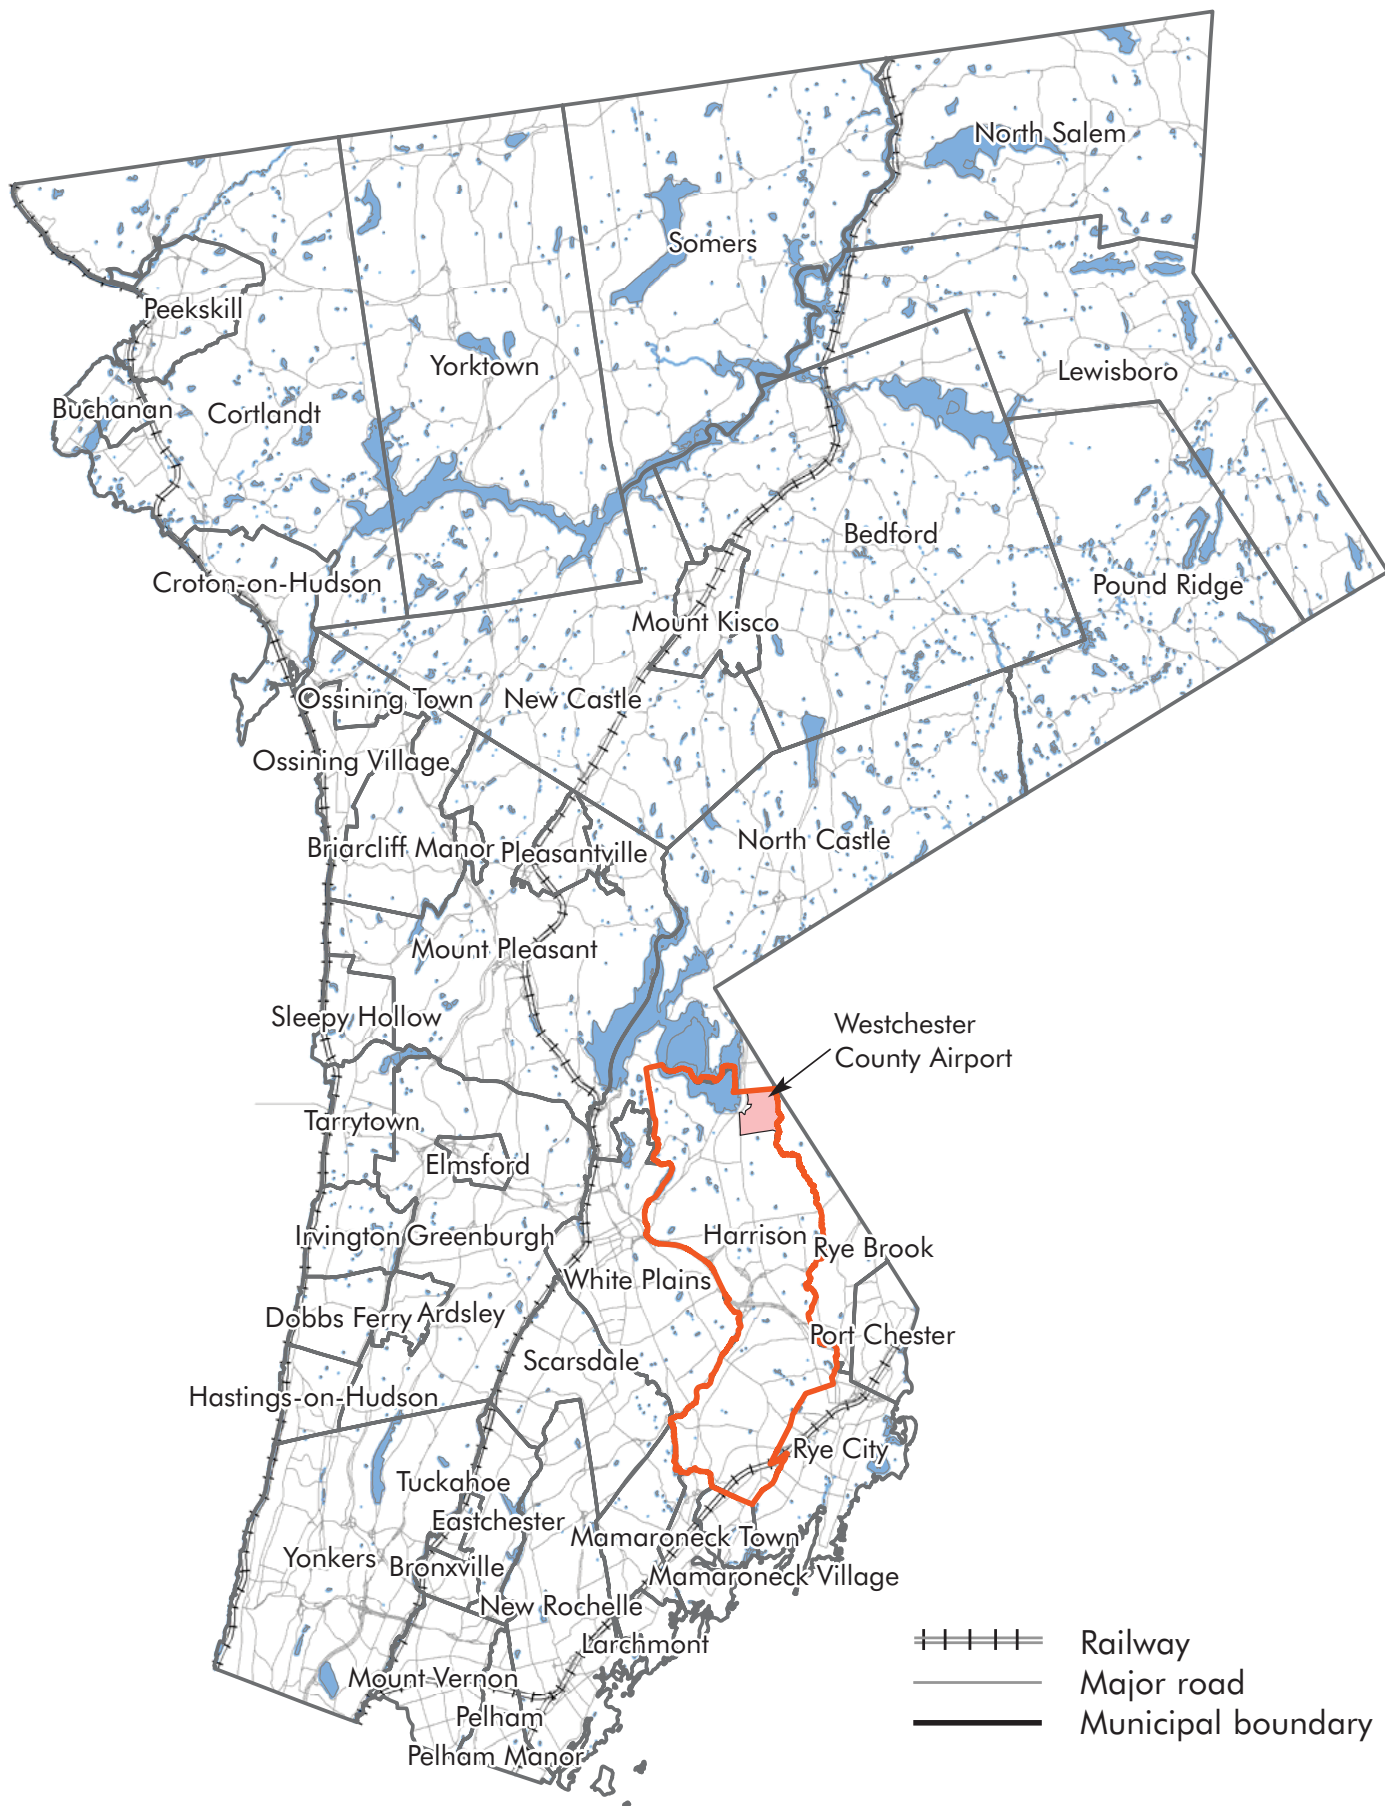 North Salem
Somers
Peekskill
Yorktown
Lewisboro
Buchanan
Cortlandt
Bedford
Croton-on-Hudson
Pound Ridge
Mount Kisco
Ossining Town
New Castle
Ossining Village
North Castle
Briarcliff Manor
Pleasantville
Mount Pleasant
Sleepy Hollow
Westchester
County Airport
Tarrytown
Elmsford
Irvington
Greenburgh
Harrison
Rye Brook
White Plains
Dobbs Ferry
Ardsley
Port Chester
Scarsdale
Hastings-on-Hudson
Rye City
Tuckahoe
Eastchester
Mamaroneck Town
Yonkers
Bronxville
Mamaroneck Village
New Rochelle
Larchmont
Mount Vernon
Pelham
Pelham Manor
Railway
Major road
Municipal boundary